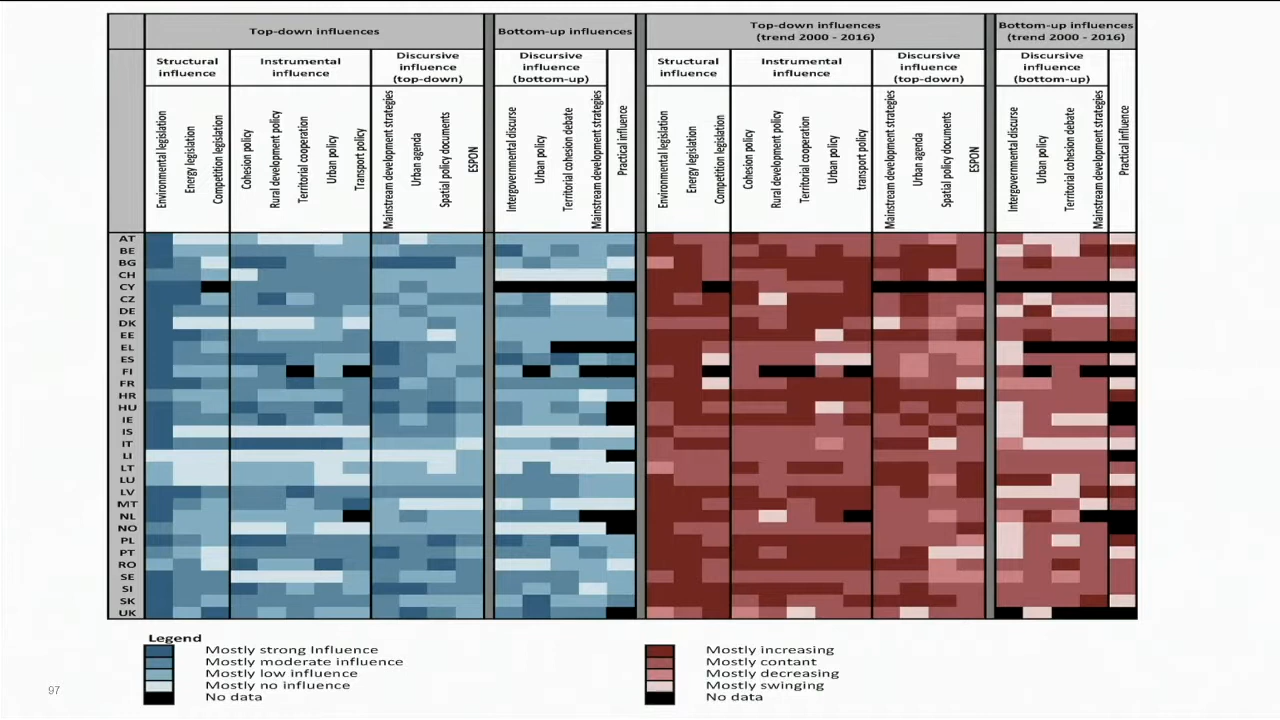 Top-down influences
Bottom-up influences
Top-down influences
(trend 2000 - 2016)
Bottom-up influences
(trend 2000 - 2016)
Structural
influence
Instrumental
influence
Discursive
influence
(top-down)
Discursive
influence
(bottom-up)
Structural
influence
Instrumental
influence
Discursive
influence
(top-down)
Discursive
influence
(bottom-up)
Environmental legislation
Energy legislation
Competition legislation
Cohesion policy
Rural development policy
Territorial cooperation
Urban policy
Transport policy
Mainstream development strategies
Urban agenda
Spatial policy documents
ESPON
Intergovernmental discurse
Urban policy
Territorial cohesion debate
Mainstream development strategies
Practical influence
Environmental legislation
Energy legislation
Competition legislation
Cohesion policy
Rural development policy
Territorial cooperation
Urban policy
transport policy
Mainstream development strategies
Urban agenda
Spatial policy documents
ESPON
Intergovernmental discurse
Urban policy
Territorial cohesion debate
Mainstream development strategies
Practical influence
AT
BE
BG
CH
CY
CZ
DE
DK
EE
EL
ES
FI
FR
HR
HU
IE
IS
IT
LI
LT
LU
LV
MT
NL
NO
PL
PT
RO
SE
SI
SK
UK
Legend
Mostly strong Influence
Mostly moderate influence
Mostly low influence
Mostly no influence
No data
Mostly increasing
Mostly contant
Mostly decreasing
Mostly swinging
No data
97